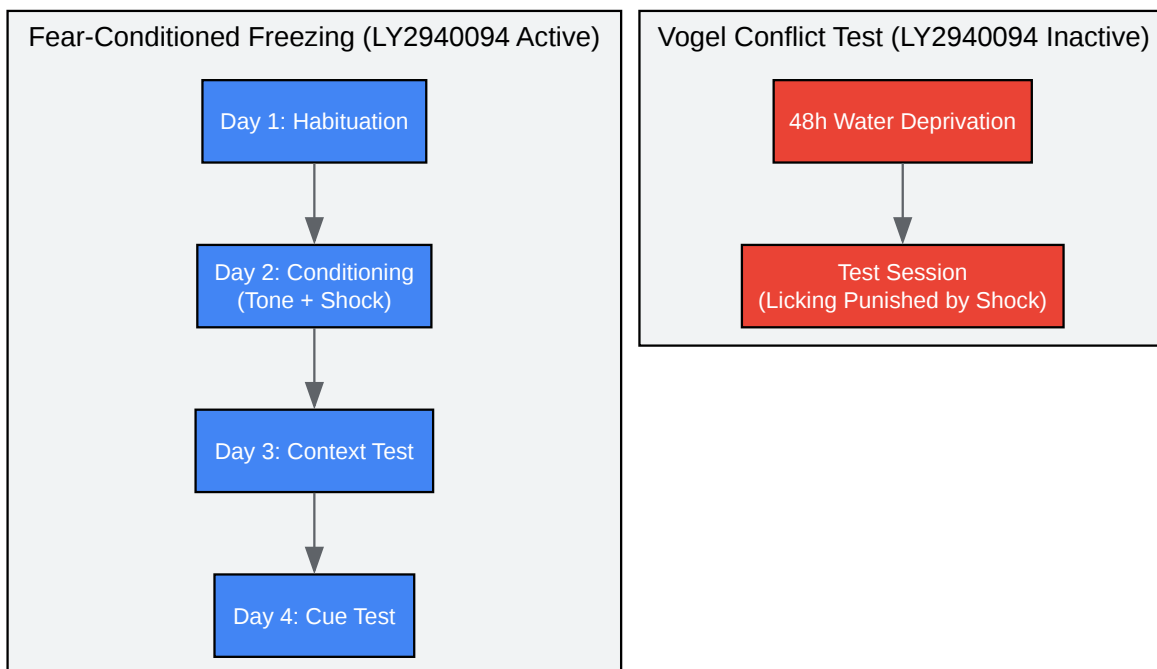 Fear-Conditioned Freezing (LY2940094 Active)
Day 1: Habituation
Day 2: Conditioning
(Tone + Shock)
Day 3: Context Test
Day 4: Cue Test
Vogel Conflict Test (LY2940094 Inactive)
48h Water Deprivation
Test Session
(Licking Punished by Shock)